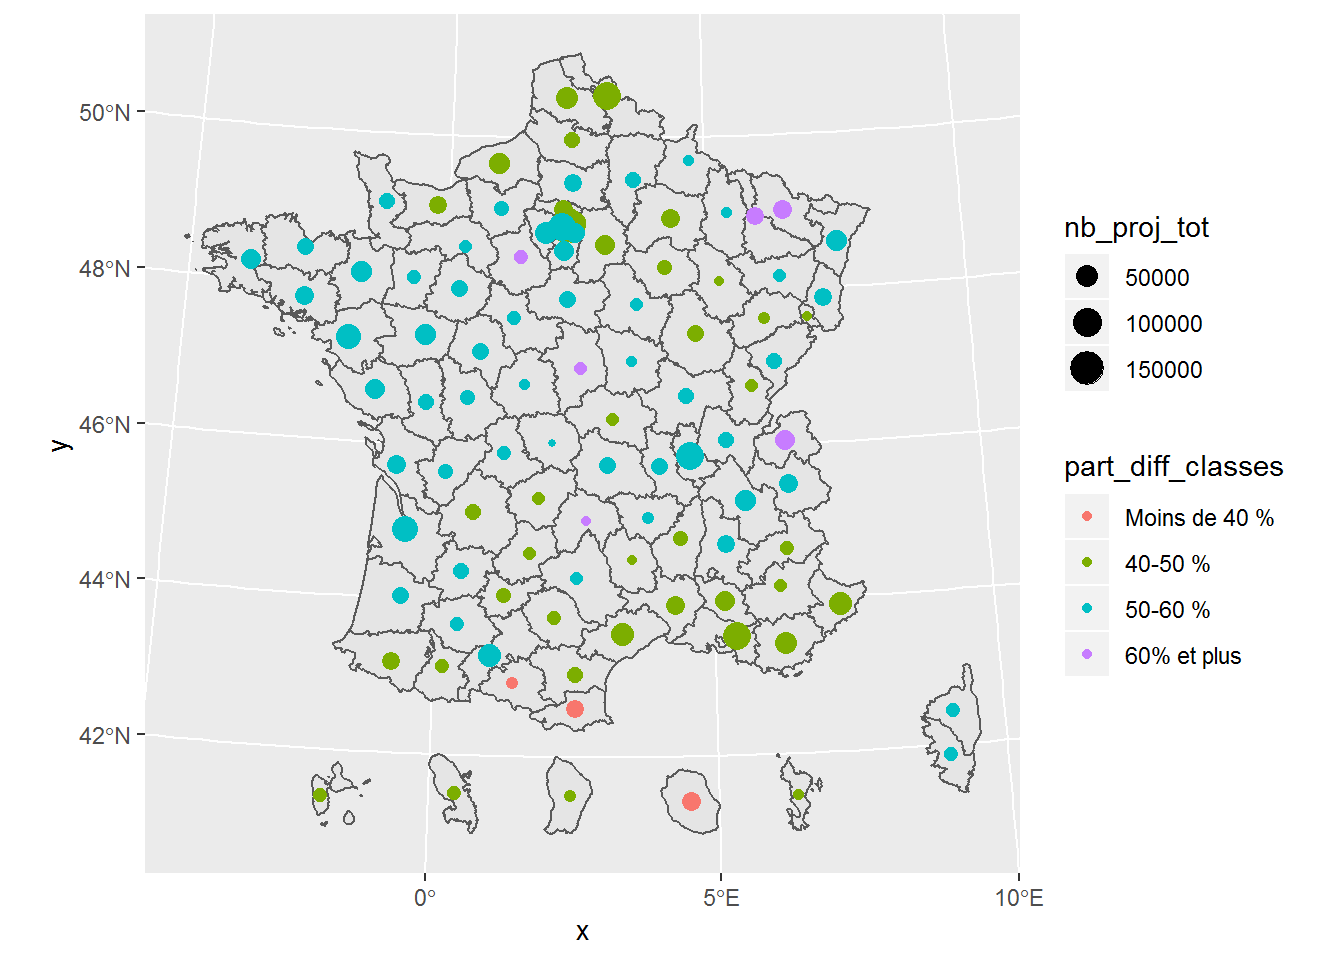 50°N
48°N
46°N
44°N
42°N
y
0°
5°E
10°E
x
nb_proj_tot
50000
100000
150000
part_diff_classes
Moins de 40 %
40-50 %
50-60 %
60% et plus